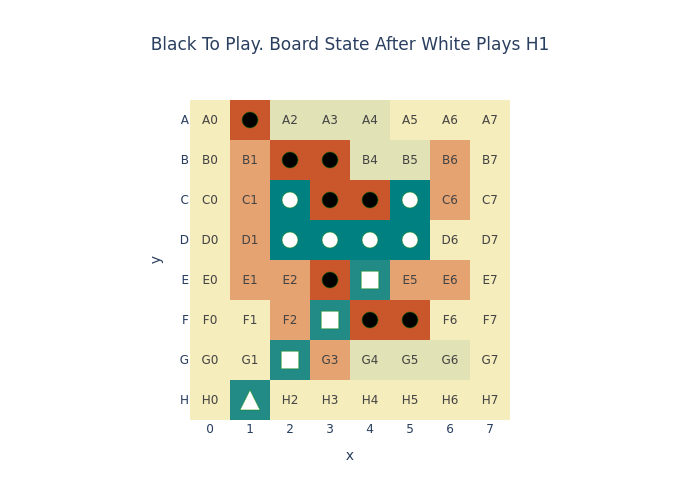 Black To Play. Board State After White Plays H1
A A0 A2 A3 A4 A5 A6 A7
B B0 B1 B4 B5 B6 B7
C C0 C1 C6 C7
D D0 D1 D6 D7
E E0 E1 E2 E5 E6 E7
F F0 F1 F2 F6 F7
G G0 G1 G3 G4 G5 G6 G7
H H0 H2 H3 H4 H5 H6 H7
0 1 2 3 4 5 6 7
x
y